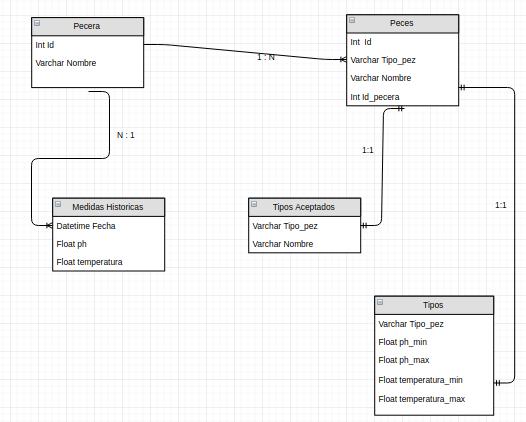 Pecera
Int Id
Varchar Nombre
Peces
Int Id
Varchar Tipo_pez
Varchar Nombre
Int Id_pecera
1 : N
N : 1
1:1
1:1
Medidas Historicas
Datetime Fecha
Float ph
Float temperatura
Tipos Aceptados
Varchar Tipo_pez
Varchar Nombre
Tipos
Varchar Tipo_pez
Float ph_min
Float ph_max
Float temperatura_min
Float temperatura_max